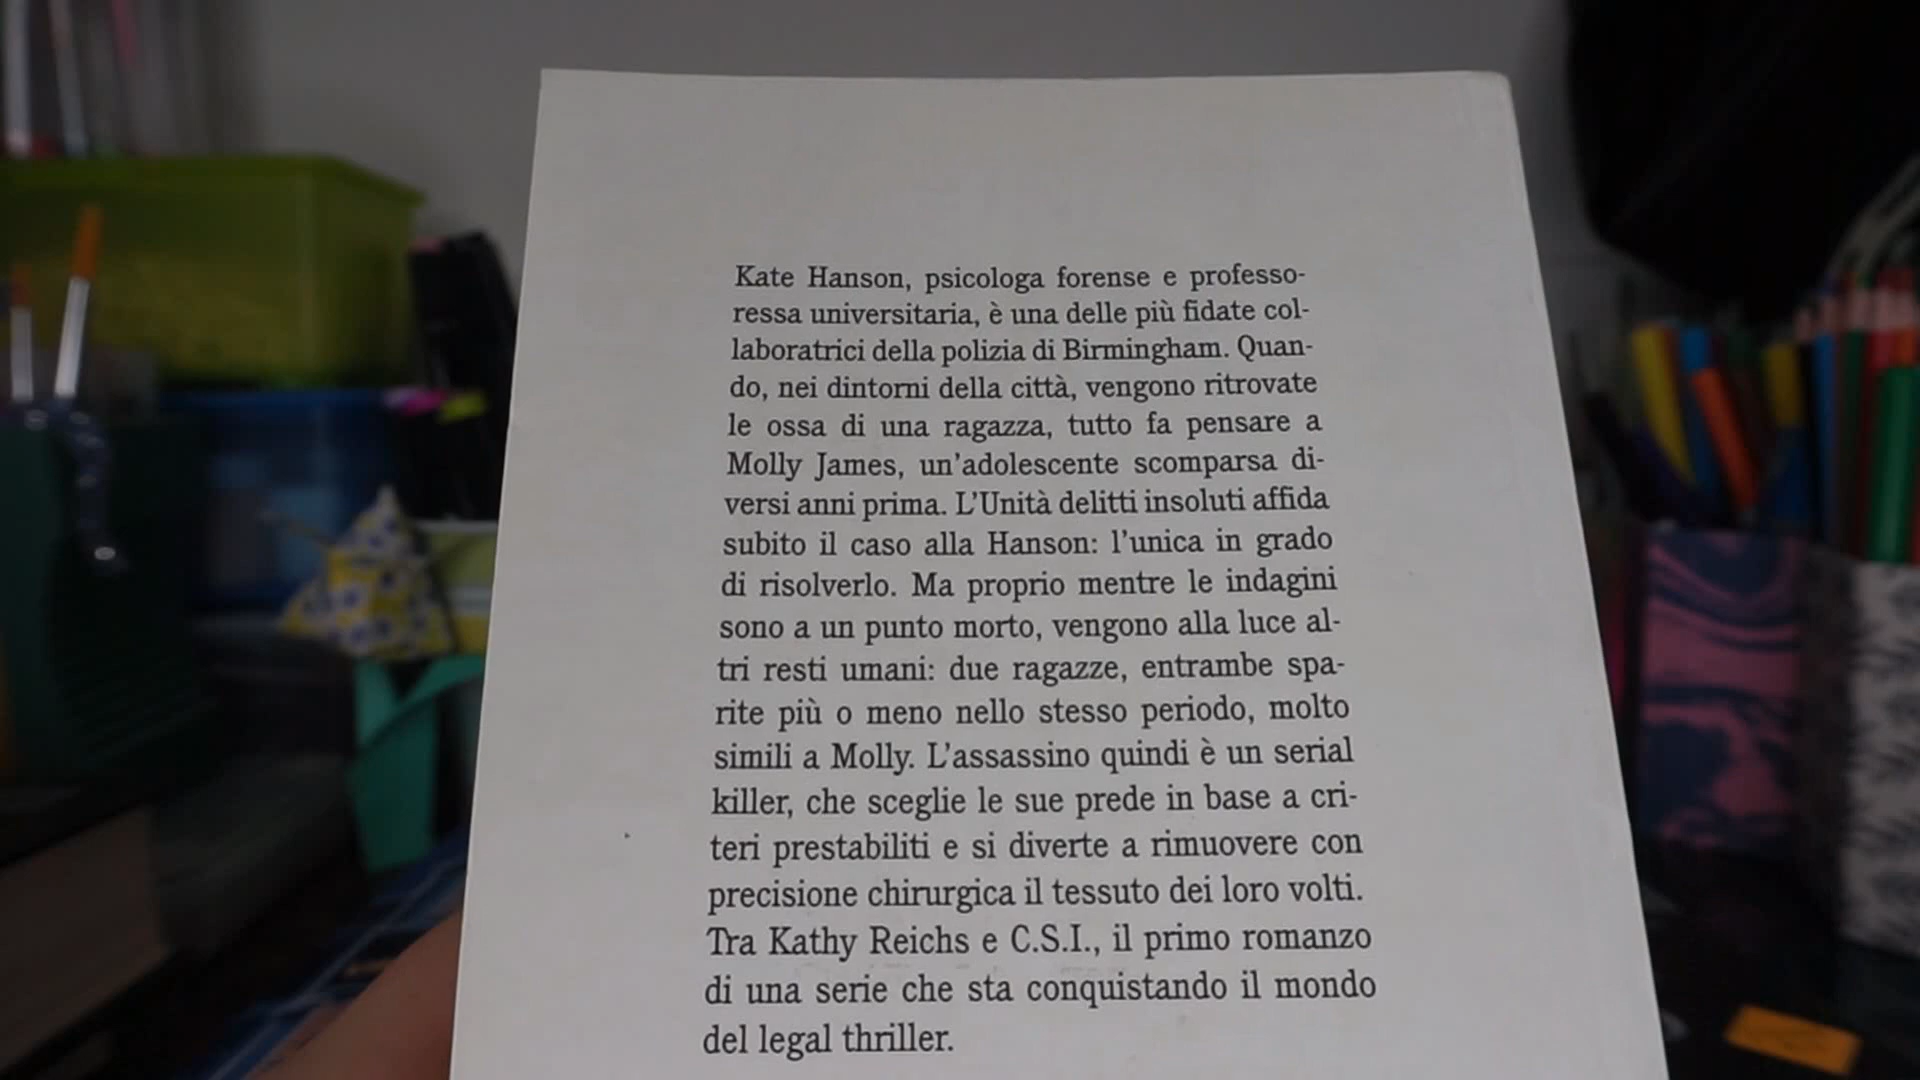 Kate Hanson, psicologa forense e professo-
ressa universitaria, è una delle più fidate col-
laboratrici della polizia di Birmingham. Quan-
do, nei dintorni della città, vengono ritrovate
le ossa di una ragazza, tutto fa pensare a
Molly James, un'adolescente scomparsa di-
versi anni prima. L'Unità delitti insoluti affida
subito il caso alla Hanson: l'unica in grado
di risolverlo. Ma proprio mentre le indagini
sono a un punto morto, vengono alla luce al-
tri resti umani: due ragazze, entrambe spa-
rite più o meno nello stesso periodo, molto
simili a Molly. L'assassino quindi è un serial
killer, che sceglie le sue prede in base a cri-
teri prestabiliti e si diverte a rimuovere con
precisione chirurgica il tessuto dei loro volti.
Tra Kathy Reichs e C.S.I., il primo romanzo
di una serie che sta conquistando il mondo
del legal thriller.